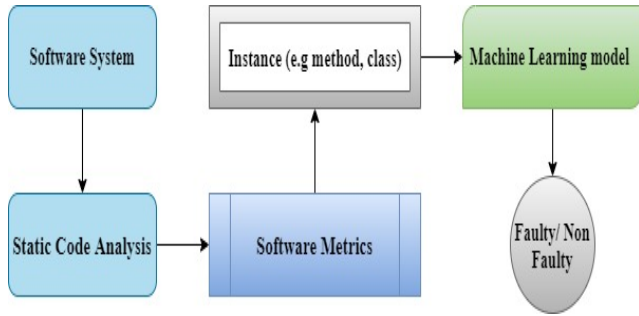 Software System
Instance (e.g method, class)
Machine Learning model
Static Code Analysis
Software Metrics
Faulty/ Non
Faulty